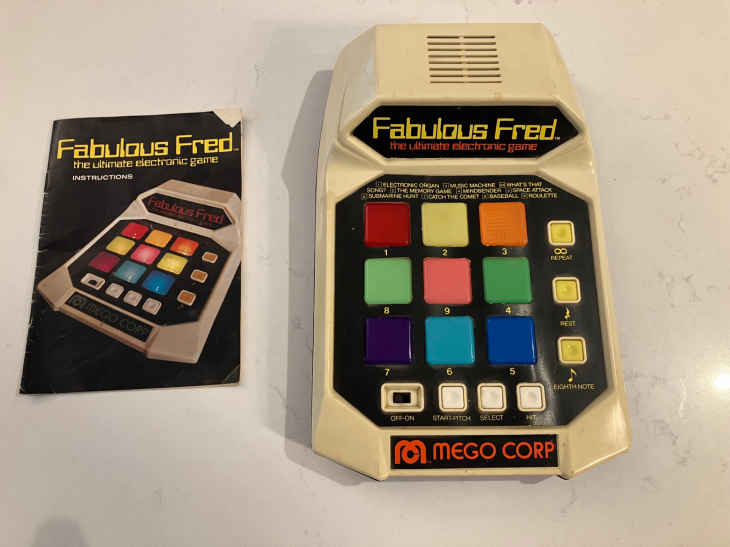 Fabulous Fred™
the ultimate electronic game
INSTRUCTIONS
Fabulous Fred
MEGO CORP
Fabulous Fred™
the ultimate electronic game
ELECTRONIC ORGAN MUSIC MACHINE WHAT'S THAT
SONG? THE MEMORY GAME MINDBENDER SPACE ATTACK
SUBMARINE HUNT CATCH THE COMET BASEBALL ROULETTE
1 2 3
∞
REPEAT
8 9 4
REST
7 6 5
EIGHTH NOTE
OFF-ON START-PITCH SELECT HIT
MEGO CORP